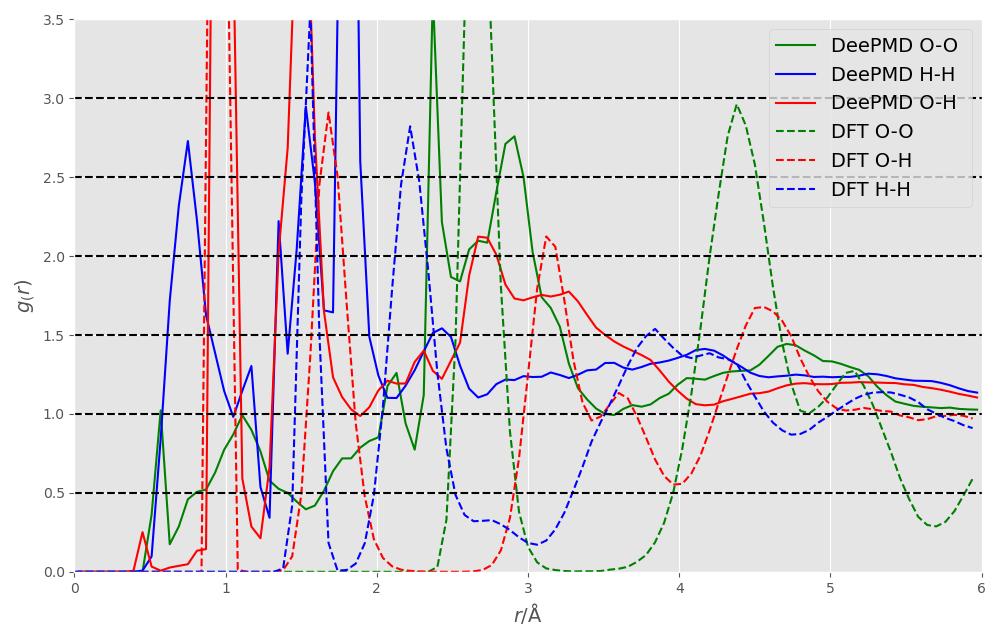 3.5
3.0
2.5
2.0
1.5
1.0
0.5
0.0
g(r)
0 1 2 3 4 5 6
r/Å
DeePMD O-O
DeePMD H-H
DeePMD O-H
DFT O-O
DFT O-H
DFT H-H